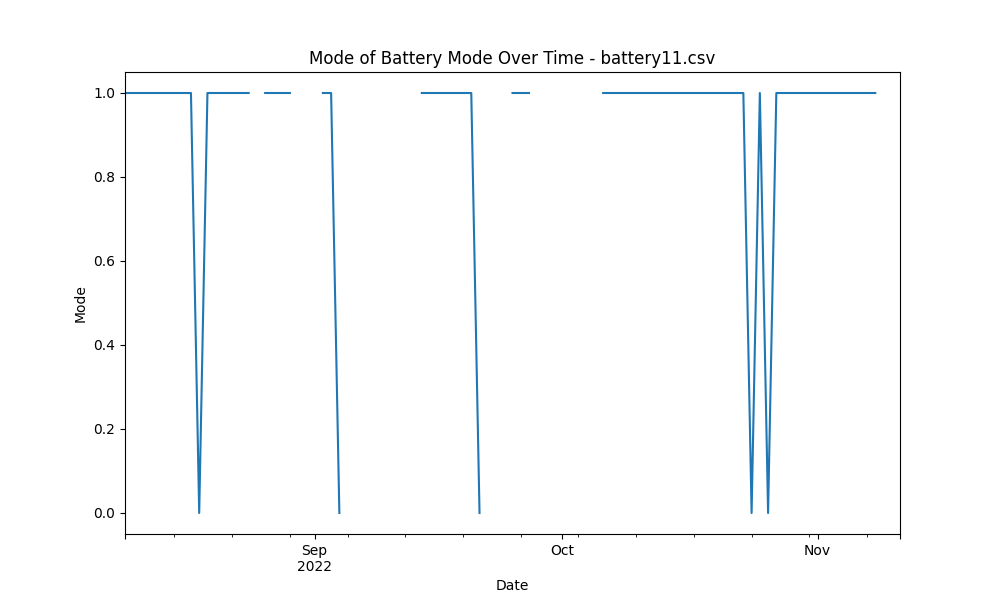 Mode of Battery Mode Over Time - battery11.csv
1.0
0.8
0.6
0.4
0.2
0.0
Mode
Sep
2022
Oct
Nov
Date